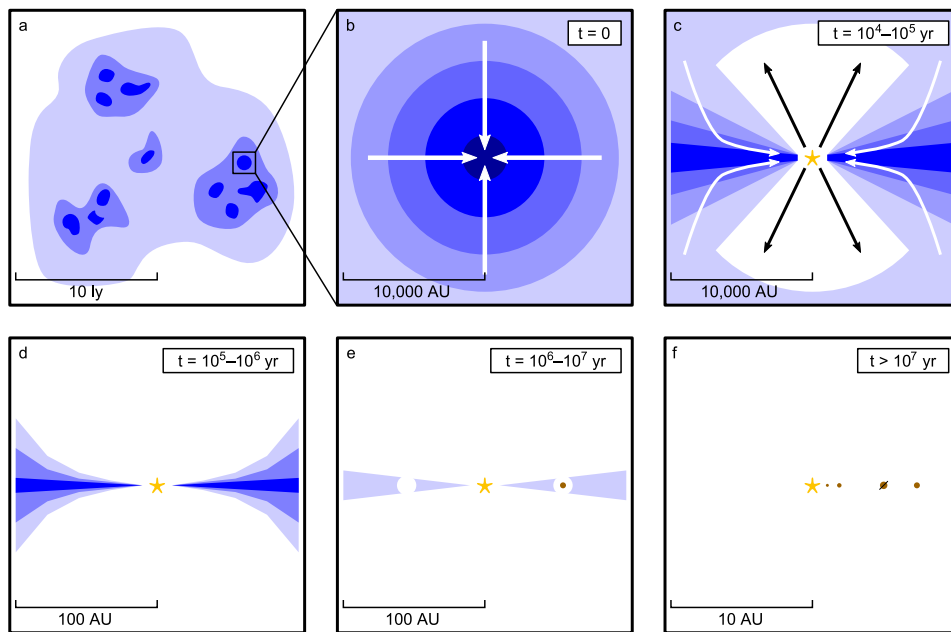 a
10 ly
b
t = 0
10,000 AU
c
t = 10⁴–10⁵ yr
10,000 AU
d
t = 10⁵–10⁶ yr
100 AU
e
t = 10⁶–10⁷ yr
100 AU
f
t > 10⁷ yr
10 AU